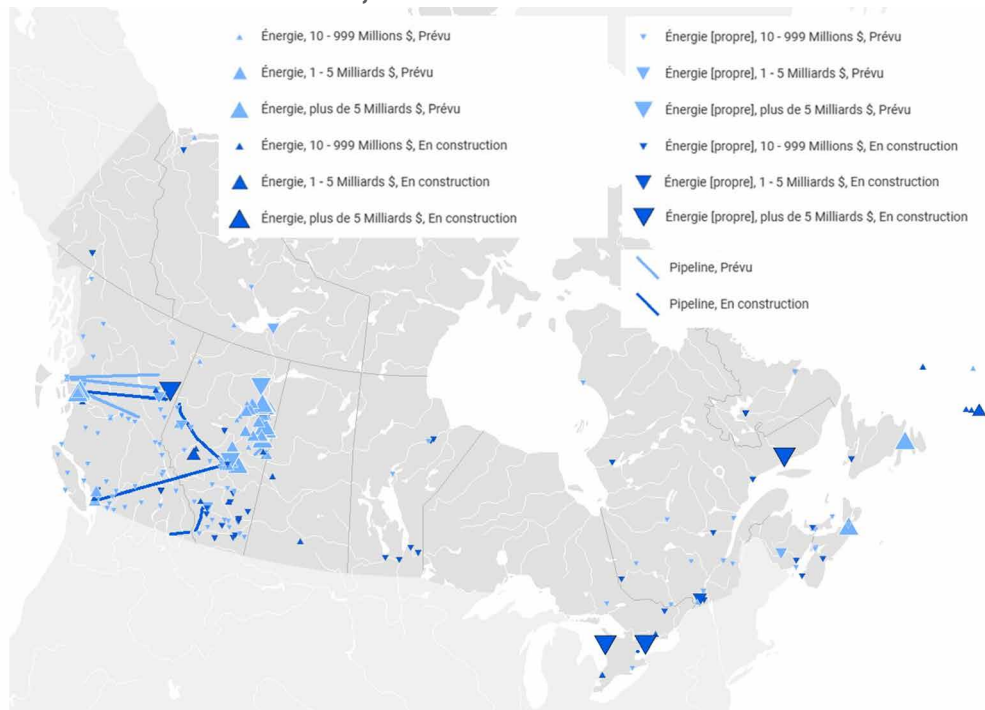 Énergie, 10 - 999 Millions $, Prévu
Énergie, 1 - 5 Milliards $, Prévu
Énergie, plus de 5 Milliards $, Prévu
Énergie, 10 - 999 Millions $, En construction
Énergie, 1 - 5 Milliards $, En construction
Énergie, plus de 5 Milliards $, En construction
Énergie [propre], 10 - 999 Millions $, Prévu
Énergie [propre], 1 - 5 Milliards $, Prévu
Énergie [propre], plus de 5 Milliards $, Prévu
Énergie [propre], 10 - 999 Millions $, En construction
Énergie [propre], 1 - 5 Milliards $, En construction
Énergie [propre], plus de 5 Milliards $, En construction
Pipeline, Prévu
Pipeline, En construction